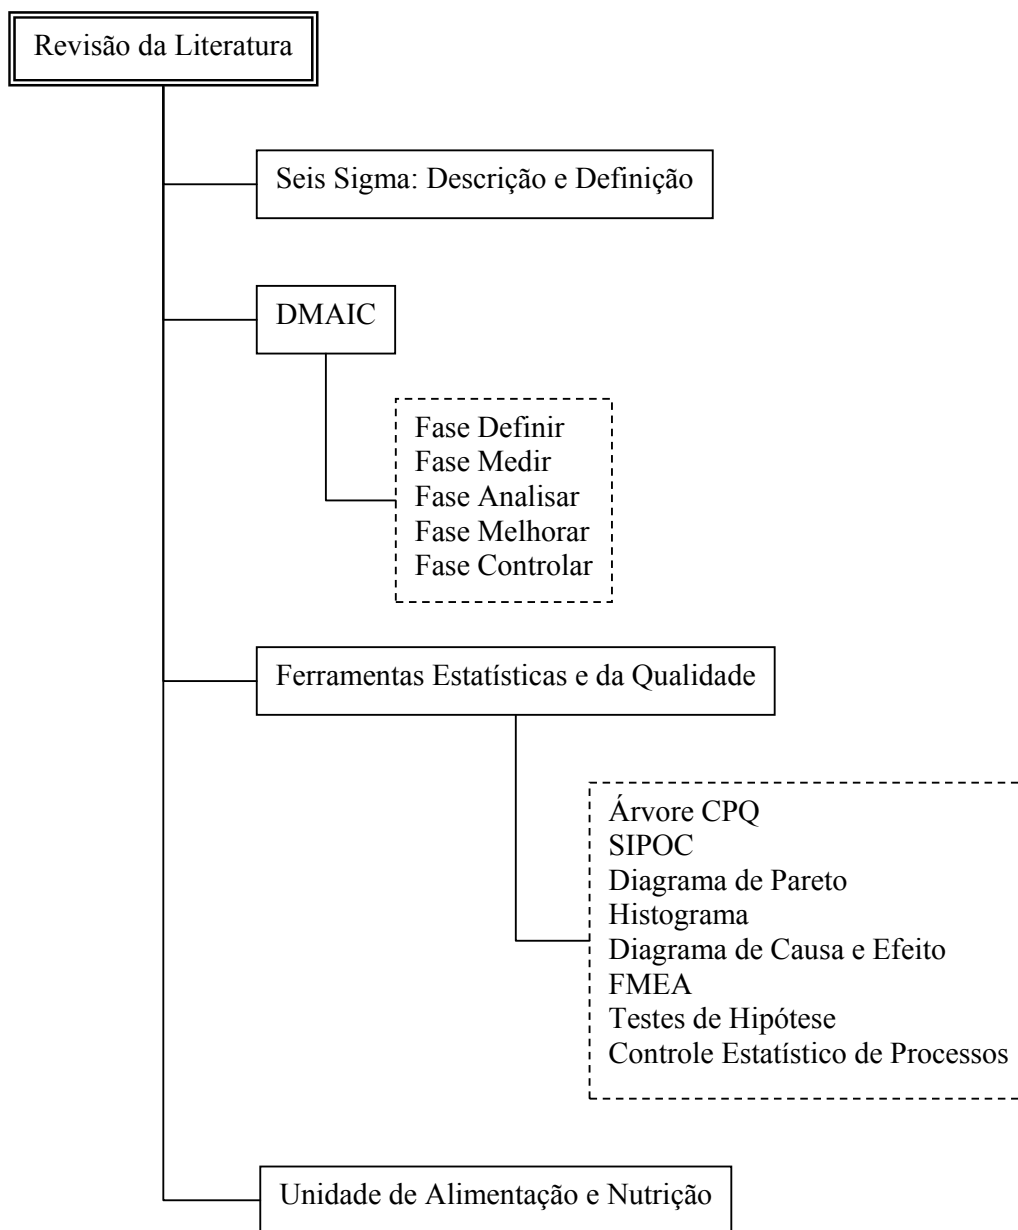 Revisão da Literatura
Seis Sigma: Descrição e Definição
DMAIC
Fase Definir
Fase Medir
Fase Analisar
Fase Melhorar
Fase Controlar
Ferramentas Estatísticas e da Qualidade
Árvore CPQ
SIPOC
Diagrama de Pareto
Histograma
Diagrama de Causa e Efeito
FMEA
Testes de Hipótese
Controle Estatístico de Processos
Unidade de Alimentação e Nutrição